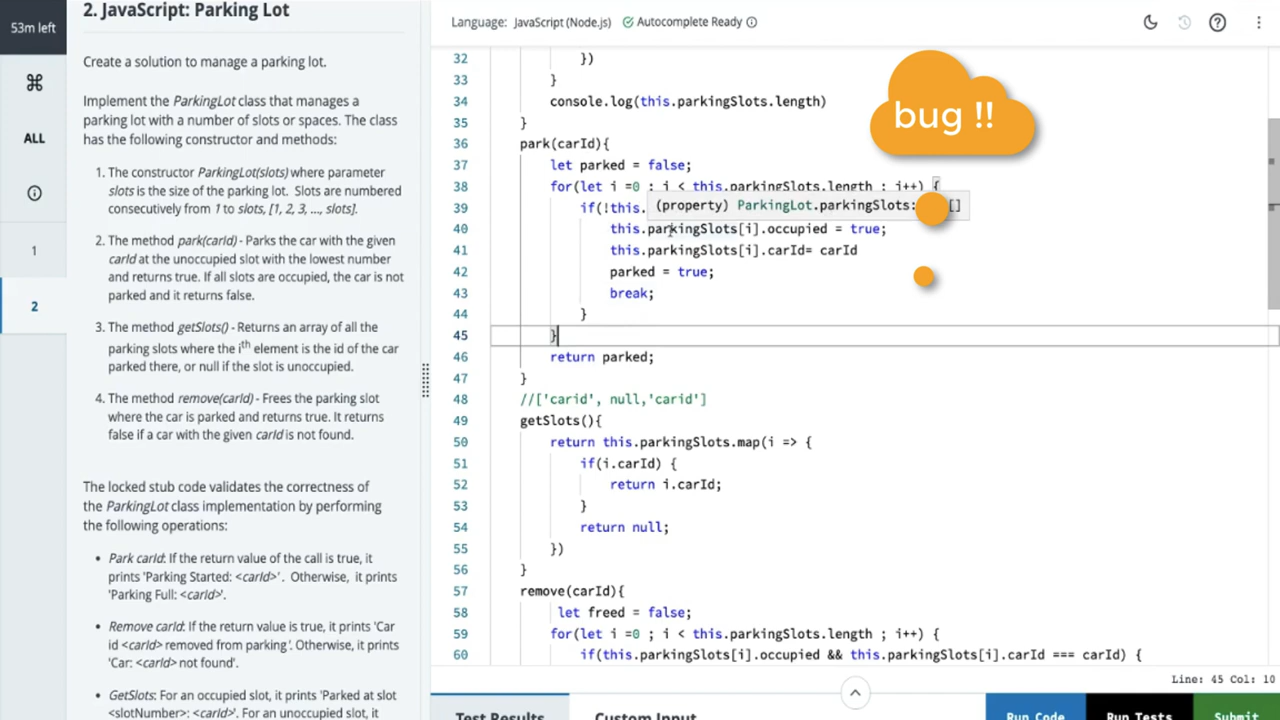 53m left
ALL
1
2
2. JavaScript: Parking Lot
Create a solution to manage a parking lot.
Implement the ParkingLot class that manages a
parking lot with a number of slots or spaces. The class
has the following constructor and methods:
1. The constructor ParkingLot(slots) where parameter
slots is the size of the parking lot. Slots are numbered
consecutively from 1 to slots, [1, 2, 3, ..., slots].
2. The method park(carId) - Parks the car with the given
carId at the unoccupied slot with the lowest number
and returns true. If all slots are occupied, the car is not
parked and it returns false.
3. The method getSlots() - Returns an array of all the
parking slots where the ith element is the id of the car
parked there, or null if the slot is unoccupied.
4. The method remove(carId) - Frees the parking slot
where the car is parked and returns true. It returns
false if a car with the given carId is not found.
The locked stub code validates the correctness of
the ParkingLot class implementation by performing
the following operations:
• Park carId: If the return value of the call is true, it
prints 'Parking Started: <carId>'. Otherwise, it prints
'Parking Full: <carId>'.
• Remove carId: If the return value is true, it prints 'Car
id <carId> removed from parking'. Otherwise, it prints
'Car: <carId> not found'.
• GetSlots: For an occupied slot, it prints 'Parked at slot
<slotNumber>: <carId>'. For an unoccupied slot, it
Language: JavaScript (Node.js) Autocomplete Ready
32 })
33 }
34 console.log(this.parkingSlots.length)
35 }
36 park(carId){
37 let parked = false;
38 for(let i =0 ; i < this.parkingSlots.length ; i++) {
39 if(!this.
(property) ParkingLot.parkingSlots: []
40 this.parkingSlots[i].occupied = true;
41 this.parkingSlots[i].carId= carId
42 parked = true;
43 break;
44 }
45 }
46 return parked;
47 }
48 //['carid', null,'carid']
49 getSlots(){
50 return this.parkingSlots.map(i => {
51 if(i.carId) {
52 return i.carId;
53 }
54 return null;
55 })
56 }
57 remove(carId){
58 let freed = false;
59 for(let i =0 ; i < this.parkingSlots.length ; i++) {
60 if(this.parkingSlots[i].occupied && this.parkingSlots[i].carId === carId) {
bug !!
Line: 45 Col: 10
Test Results Custom Input Run Code Run Tests Submit